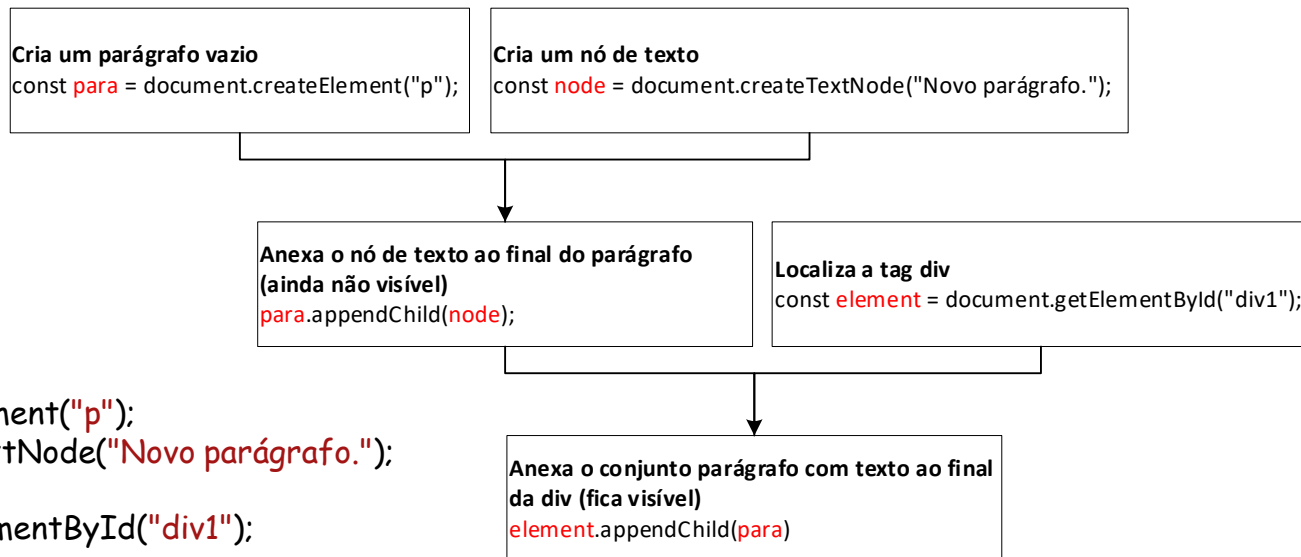 Cria um parágrafo vazio
const para = document.createElement("p");
Cria um nó de texto
const node = document.createTextNode("Novo parágrafo.");
Anexa o nó de texto ao final do parágrafo
(ainda não visível)
para.appendChild(node);
Localiza a tag div
const element = document.getElementById("div1");
ment("p");
tNode("Novo parágrafo.");
mentById("div1");
Anexa o conjunto parágrafo com texto ao final
da div (fica visível)
element.appendChild(para)